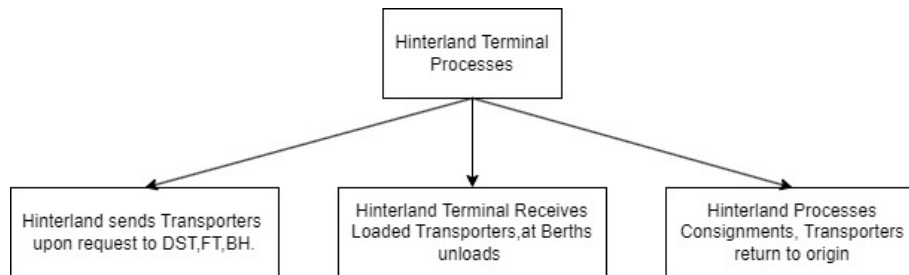 Hinterland Terminal
Processes
Hinterland sends Transporters
upon request to DST,FT,BH.
Hinterland Terminal Receives
Loaded Transporters,at Berths
unloads
Hinterland Processes
Consignments, Transporters
return to origin